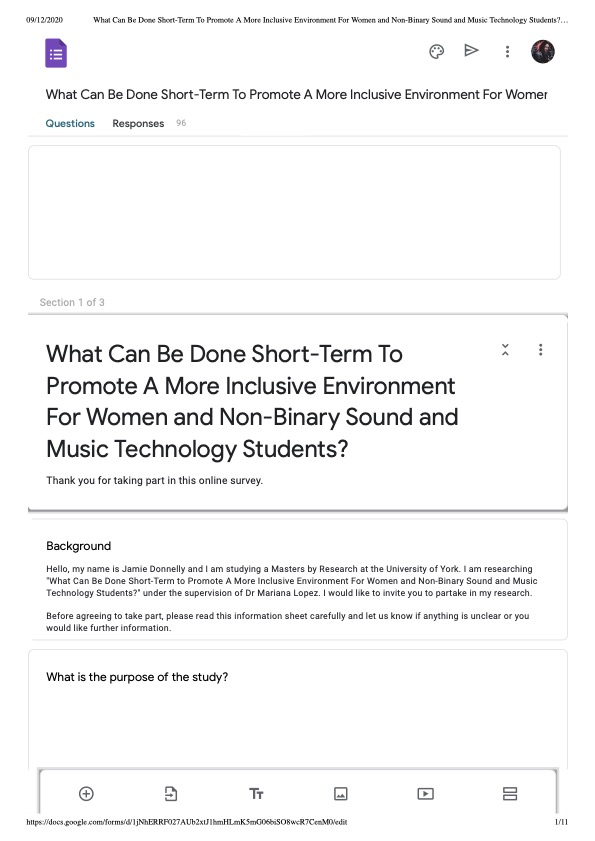 09/12/2020 What Can Be Done Short-Term To Promote A More Inclusive Environment For Women and Non-Binary Sound and Music Technology Students?…
What Can Be Done Short-Term To Promote A More Inclusive Environment For Women
Questions Responses 96
Section 1 of 3
What Can Be Done Short-Term To
Promote A More Inclusive Environment
For Women and Non-Binary Sound and
Music Technology Students?
Thank you for taking part in this online survey.
Background
Hello, my name is Jamie Donnelly and I am studying a Masters by Research at the University of York. I am researching
"What Can Be Done Short-Term to Promote A More Inclusive Environment For Women and Non-Binary Sound and Music
Technology Students?" under the supervision of Dr Mariana Lopez. I would like to invite you to partake in my research.
Before agreeing to take part, please read this information sheet carefully and let us know if anything is unclear or you
would like further information.
What is the purpose of the study?
Tт
https://docs.google.com/forms/d/1jNhERRF027AUb2xtJ1hmHLmK5mG06biSO8wcR7CenM0/edit 1/11